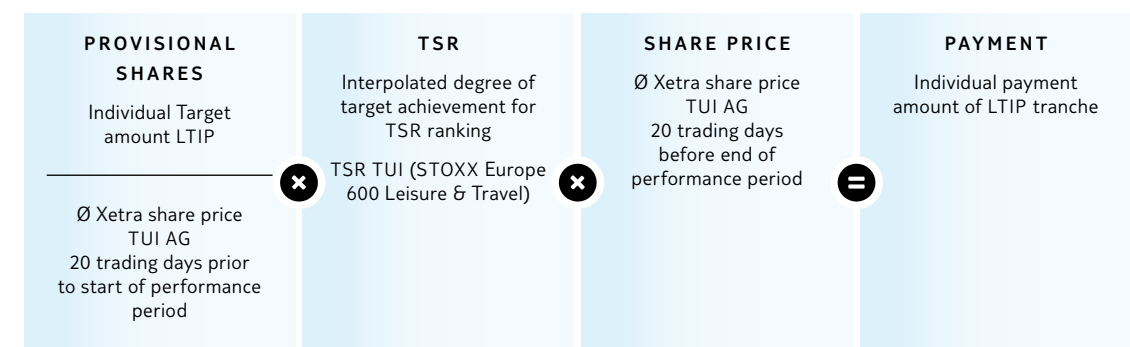 PROVISIONAL
SHARES
Individual Target
amount LTIP
Ø Xetra share price
TUI AG
20 trading days prior
to start of performance
period
×
TSR
Interpolated degree of
target achievement for
TSR ranking
TSR TUI (STOXX Europe
600 Leisure & Travel)
×
SHARE PRICE
Ø Xetra share price
TUI AG
20 trading days
before end of
performance period
=
PAYMENT
Individual payment
amount of LTIP tranche